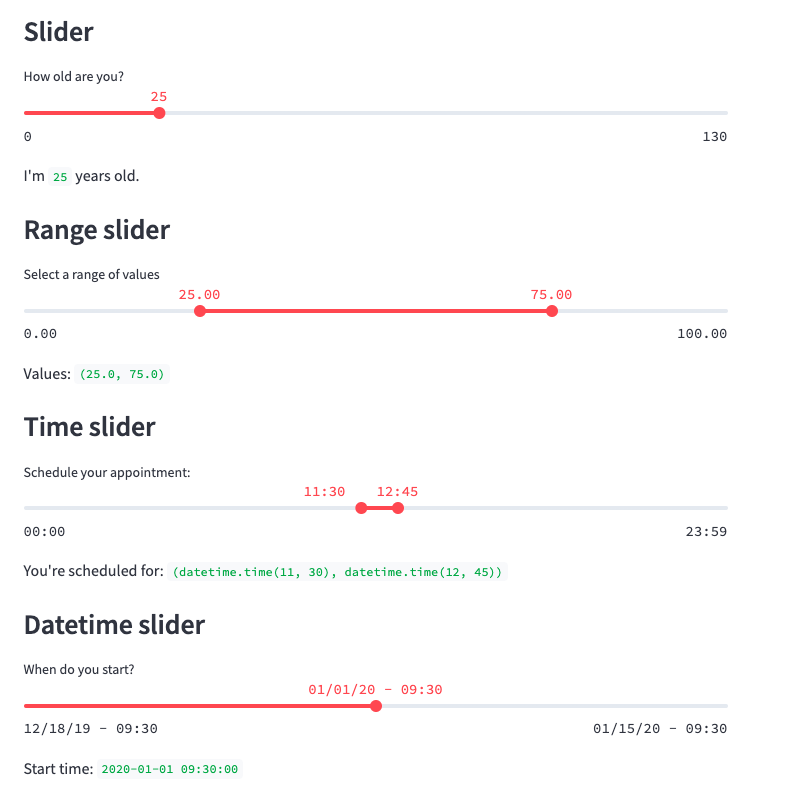 Slider
How old are you?
25
0 130
I'm 25 years old.
Range slider
Select a range of values
25.00 75.00
0.00 100.00
Values: (25.0, 75.0)
Time slider
Schedule your appointment:
11:30 12:45
00:00 23:59
You're scheduled for: (datetime.time(11, 30), datetime.time(12, 45))
Datetime slider
When do you start?
01/01/20 - 09:30
12/18/19 - 09:30 01/15/20 - 09:30
Start time: 2020-01-01 09:30:00